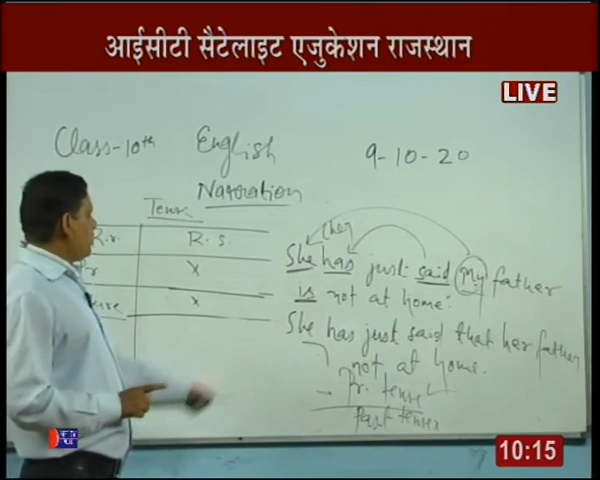 आईसीटी सैटेलाइट एजुकेशन राजस्थान
LIVE
Class-10th English 9-10-20
Narration
Tense
R.r. R.s.
r x
ure x
(her
She has just said my father
is not at home.
She has just said that her father
not at home.
Pr. tense
Past tense
10:15